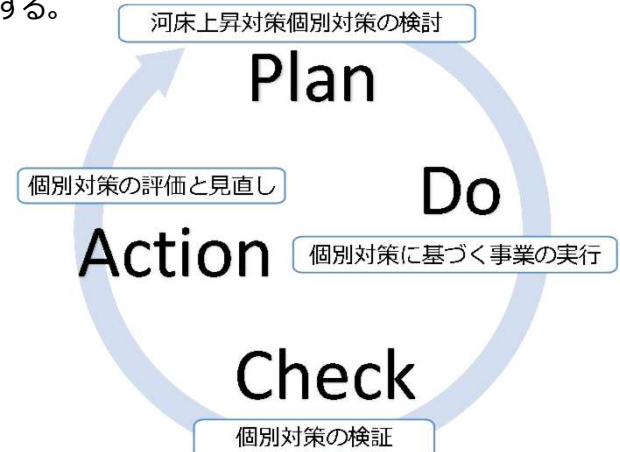 する。
河床上昇対策個別対策の検討
Plan
個別対策の評価と見直し
Do
Action
個別対策に基づく事業の実行
Check
個別対策の検証